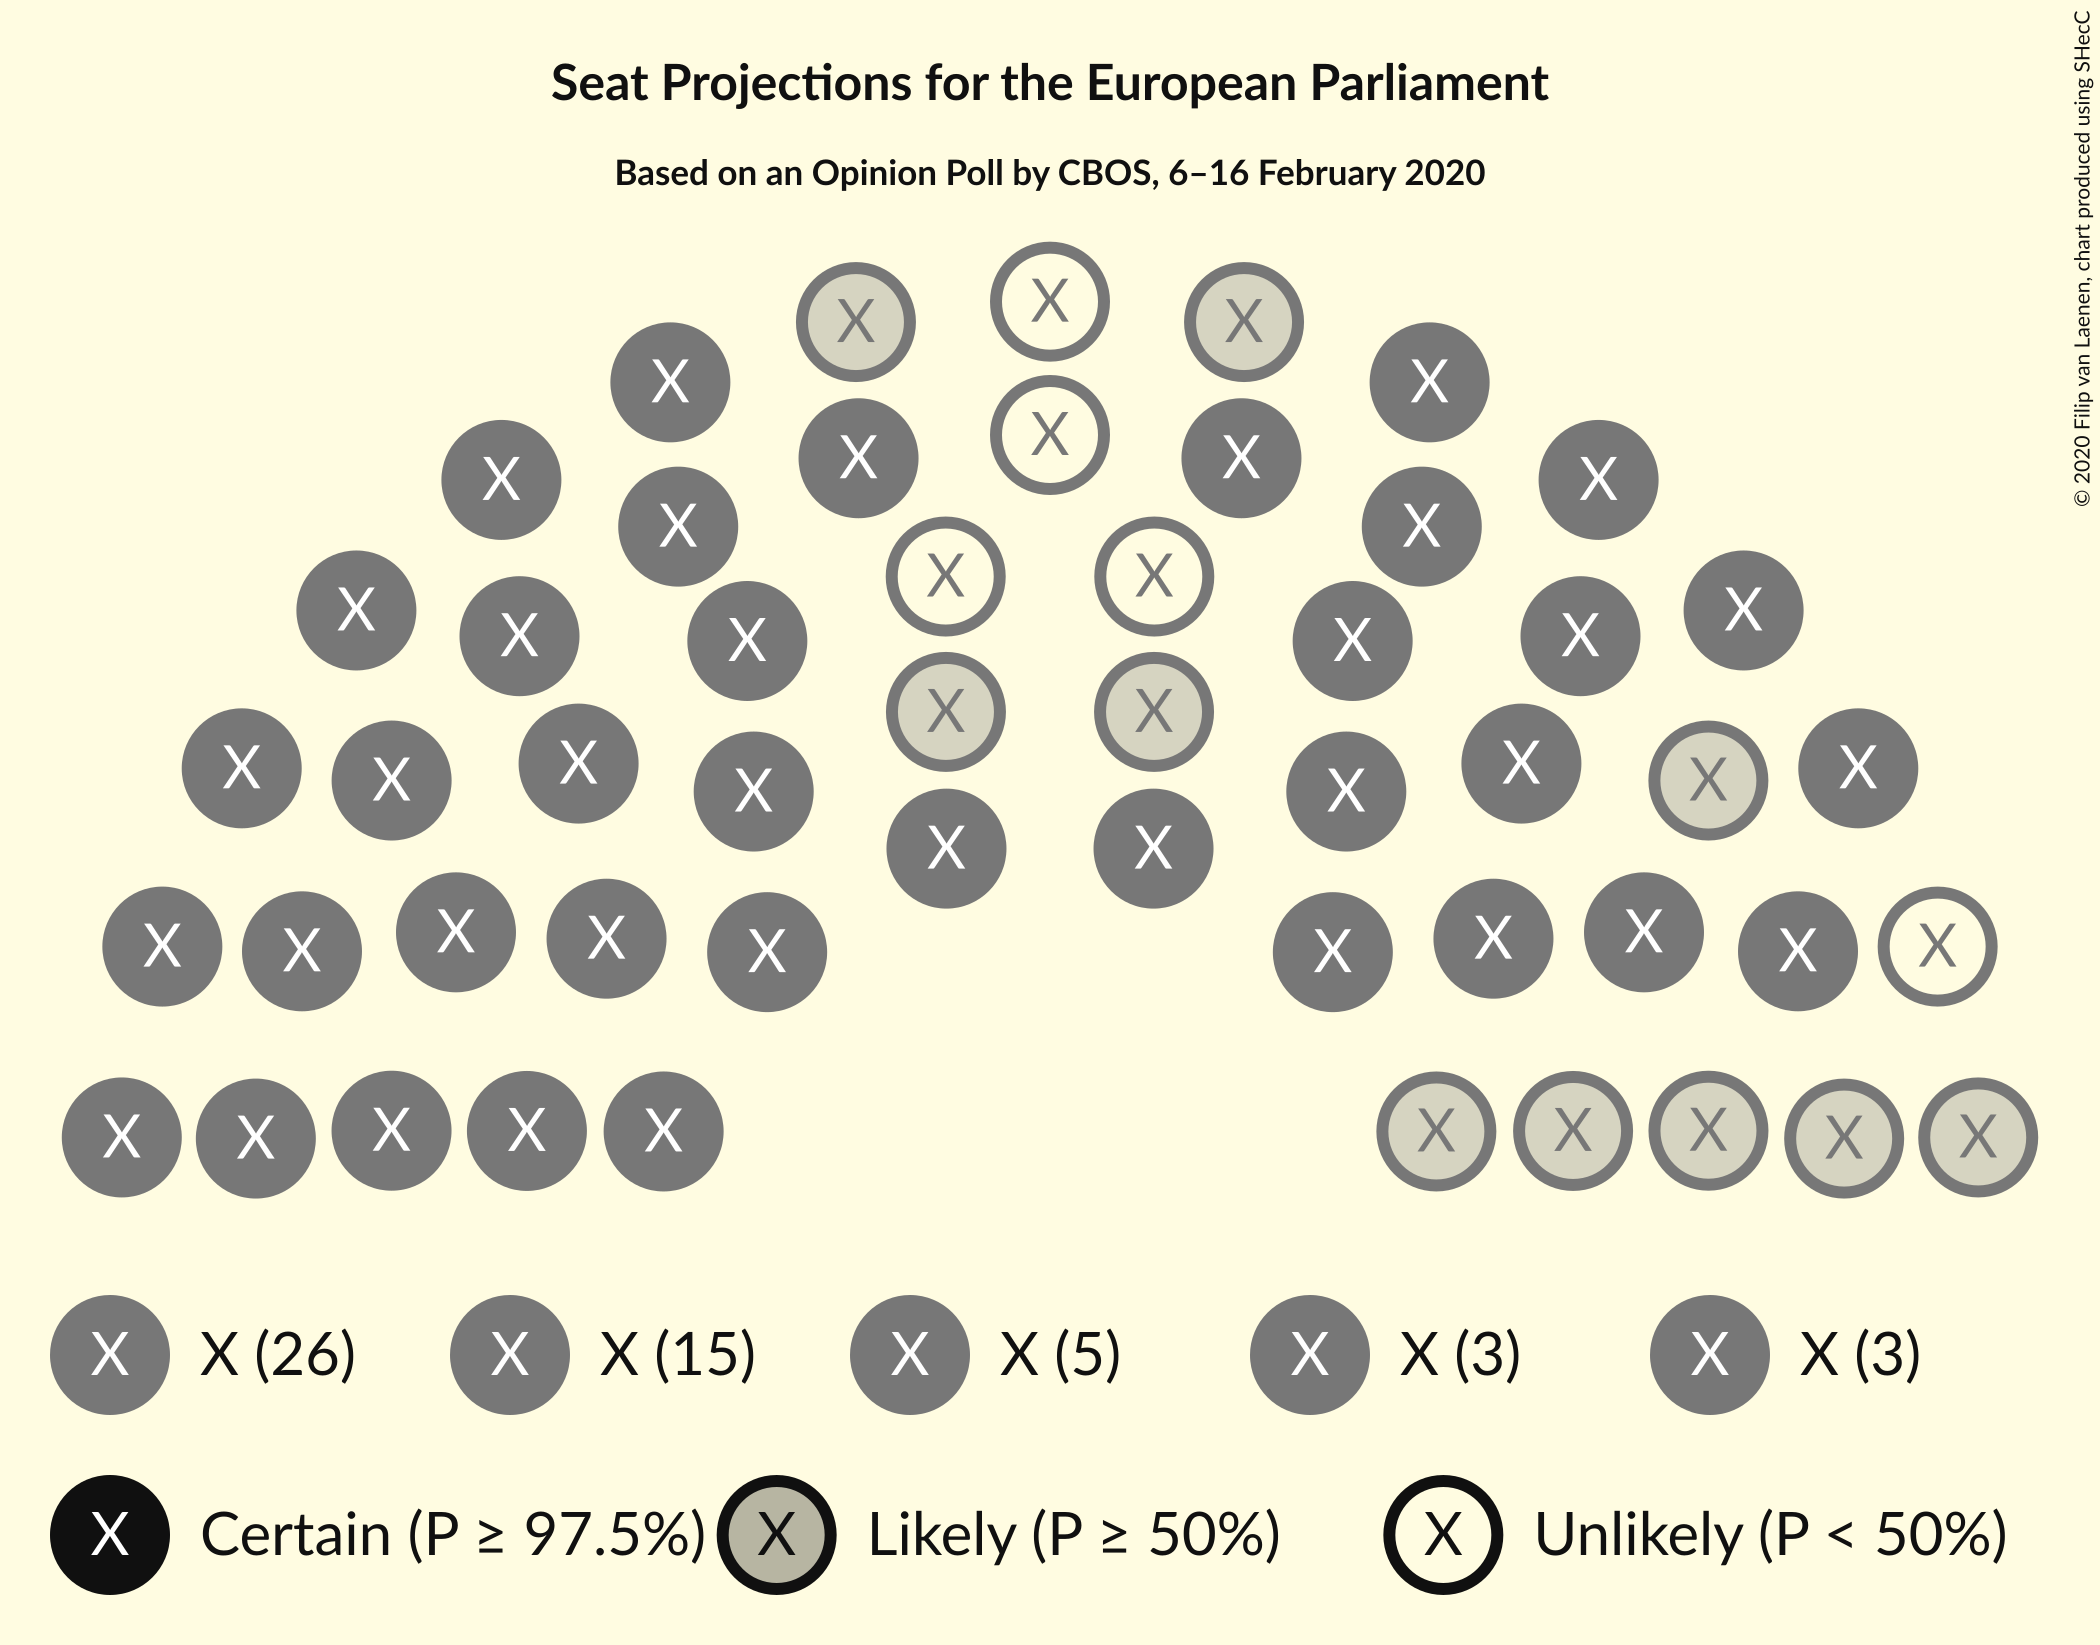 Seat Projections for the European Parliament
Based on an Opinion Poll by CBOS, 6–16 February 2020
© 2020 Filip van Laenen, chart produced using SHecC
X X X
X X
X X X
X X
X X
X X
X X
X X
X X
X X
X X
X X
X X X X
X X
X X
X X X X
X X X X
X X
X X
X X X X
X X X X
X X X X X X X X X X
X X (26) X X (15) X X (5) X X (3) X X (3)
X Certain (P ≥ 97.5%) X Likely (P ≥ 50%) X Unlikely (P < 50%)